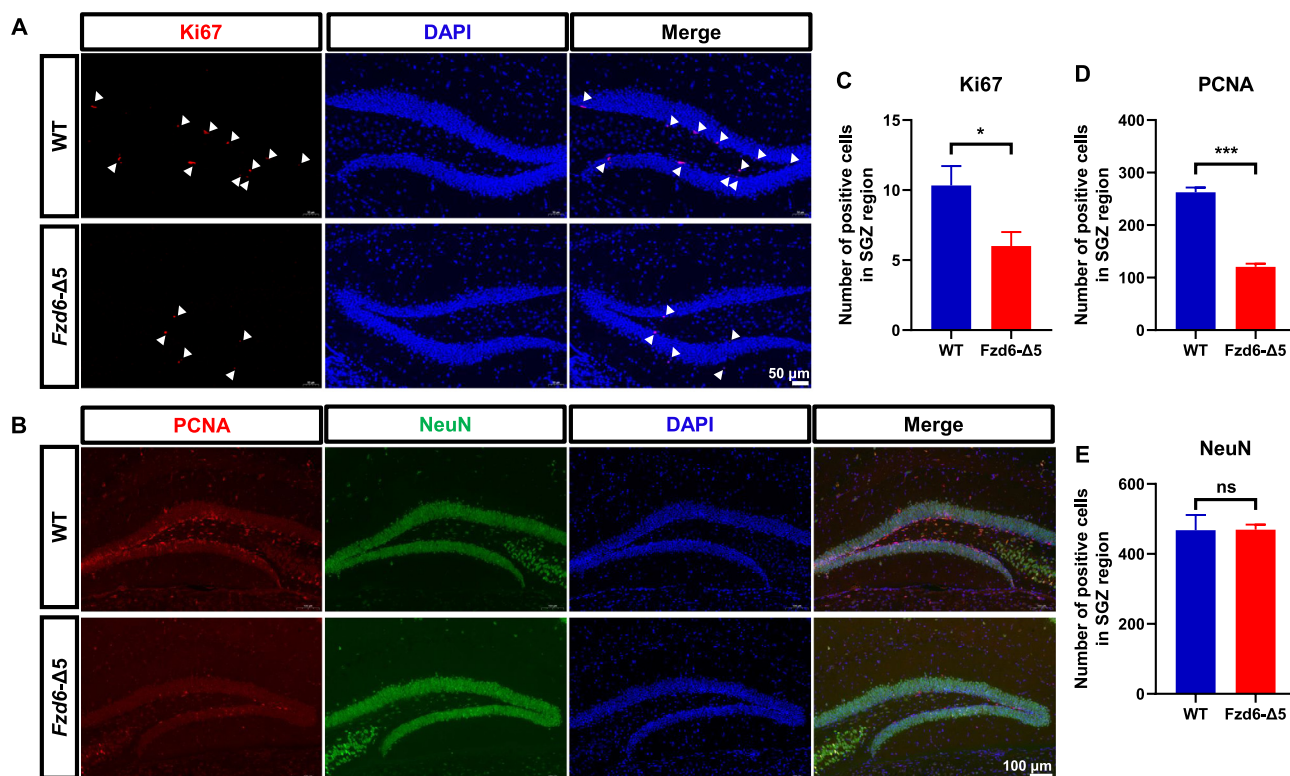 A
Ki67
DAPI
Merge
WT
Fzd6-Δ5
50 µm
B
PCNA
NeuN
DAPI
Merge
WT
Fzd6-Δ5
100 µm
C
Ki67
Number of positive cells
in SGZ region
15
10
5
0
*
WT
Fzd6-Δ5
D
PCNA
Number of positive cells
in SGZ region
400
300
200
100
0
***
WT
Fzd6-Δ5
E
NeuN
Number of positive cells
in SGZ region
600
400
200
0
ns
WT
Fzd6-Δ5